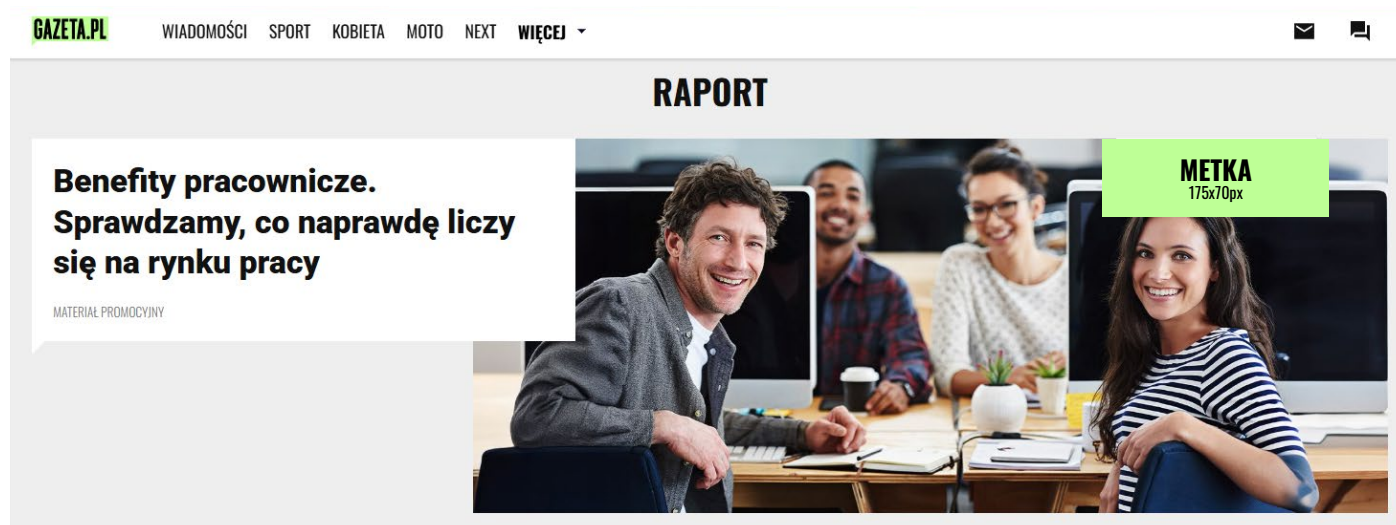 GAZETA.PL WIADOMOŚCI SPORT KOBIETA MOTO NEXT WIĘCEJ
RAPORT
Benefity pracownicze.
Sprawdzamy, co naprawdę liczy
się na rynku pracy
MATERIAŁ PROMOCYJNY
METKA
175x70px